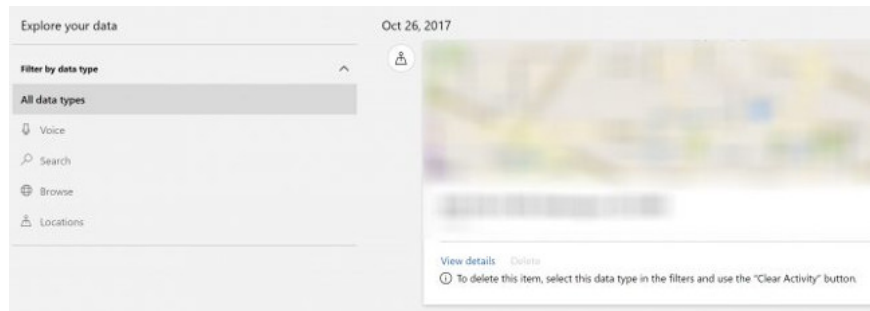 Explore your data
Filter by data type
All data types
Voice
Search
Browse
Locations
Oct 26, 2017
View details Delete
To delete this item, select this data type in the filters and use the "Clear Activity" button.